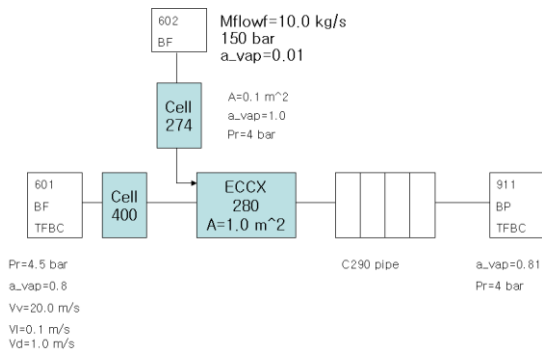 602
BF
Mflowf=10.0 kg/s
150 bar
a_vap=0.01
Cell
274
A=0.1 m^2
a_vap=1.0
Pr=4 bar
601
BF
TFBC
Cell
400
ECCX
280
A=1.0 m^2
911
BP
TFBC
Pr=4.5 bar
a_vap=0.8
Vv=20.0 m/s
Vl=0.1 m/s
Vd=1.0 m/s
C290 pipe
a_vap=0.81
Pr=4 bar